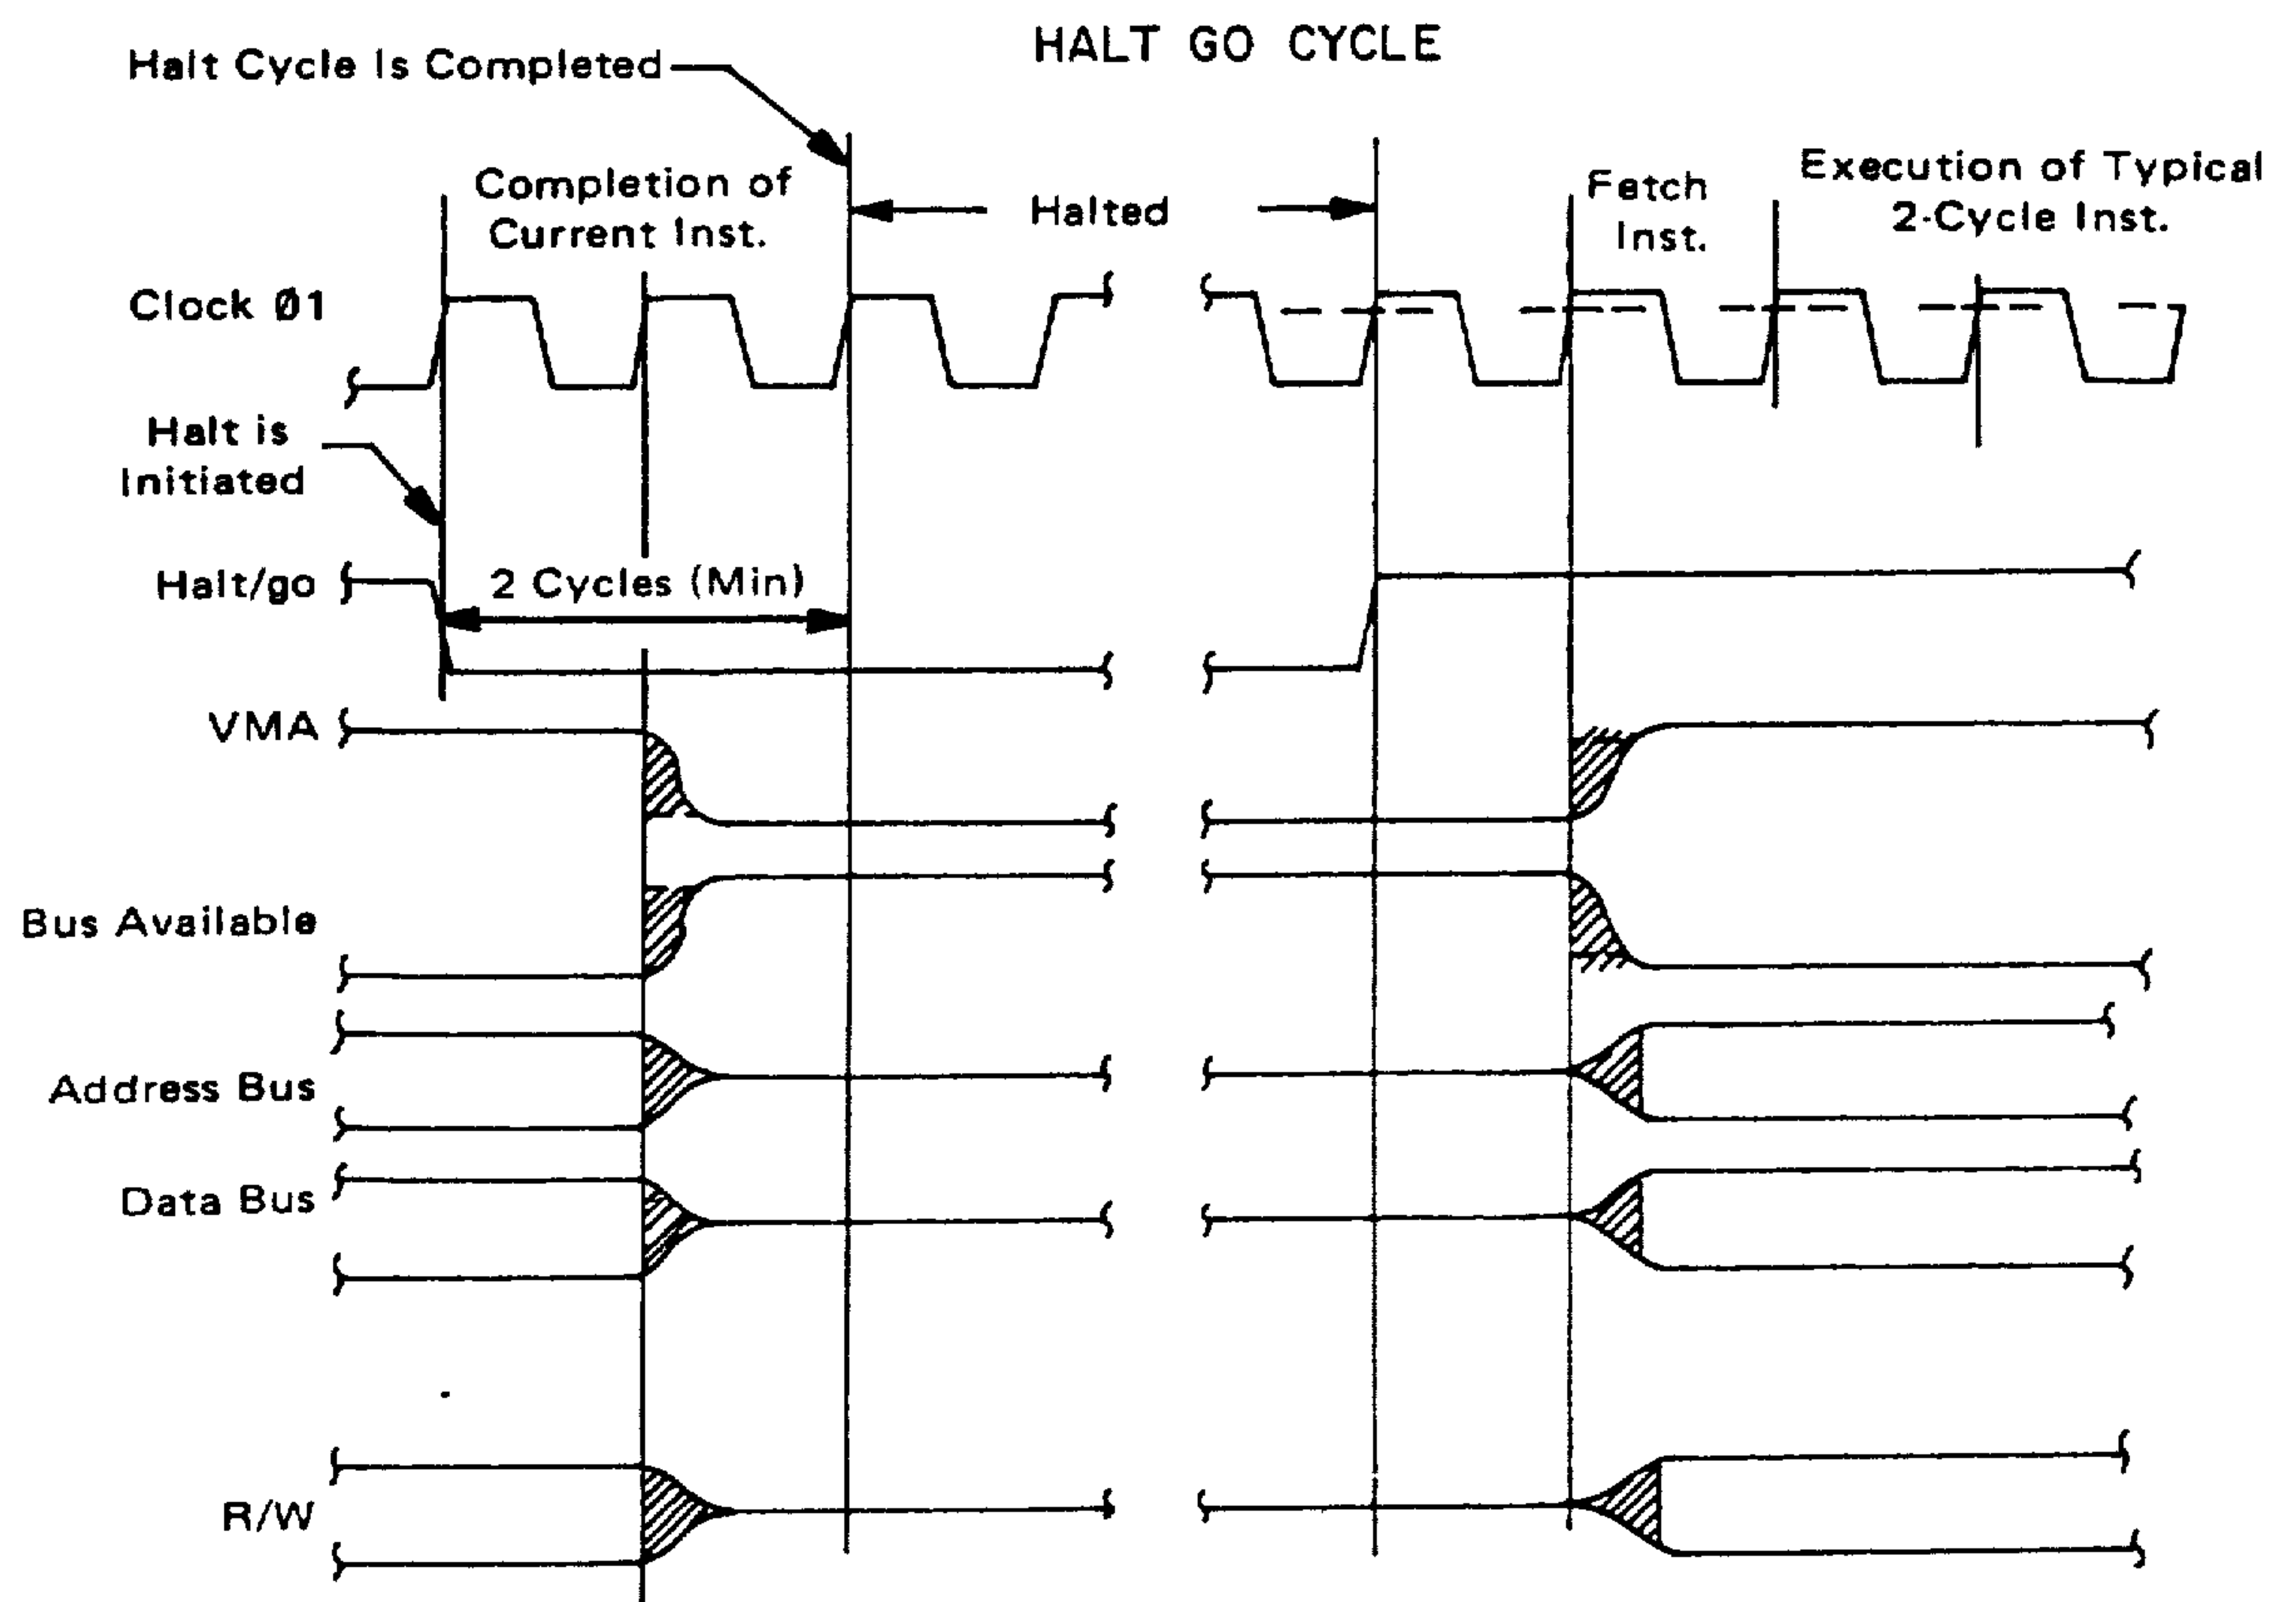 HALT GO CYCLE
Halt Cycle Is Completed
Completion of
Current Inst.
Halted
Fetch
Inst.
Execution of Typical
2-Cycle Inst.
Clock Ø1
Halt is
Initiated
Halt/go
2 Cycles (Min)
VMA
Bus Available
Address Bus
Data Bus
R/W